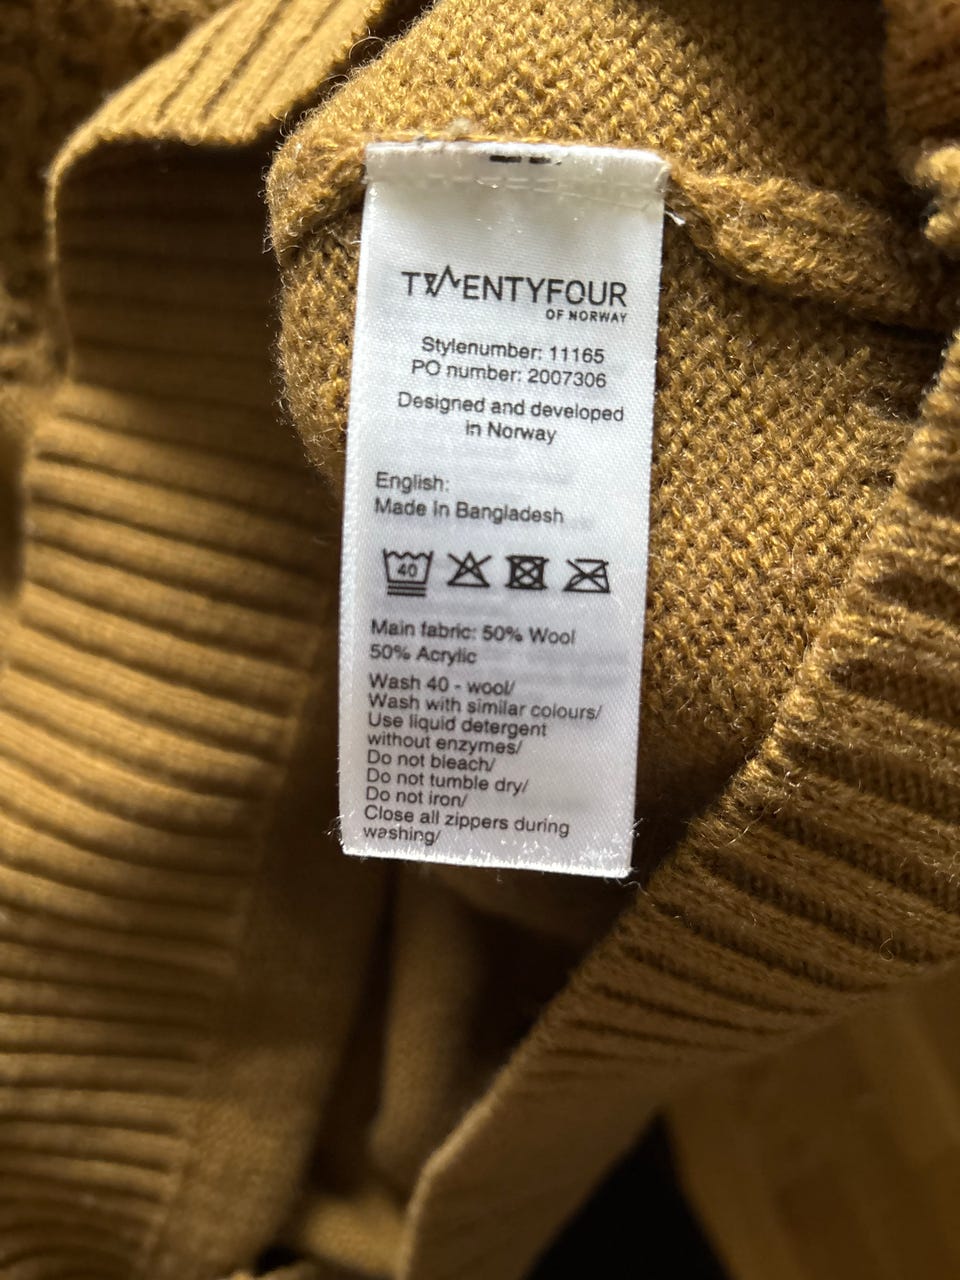 TWENTYFOUR
OF NORWAY
Stylenumber: 11165
PO number: 2007306
Designed and developed
in Norway
English:
Made in Bangladesh
40
Main fabric: 50% Wool
50% Acrylic
Wash 40 - wool/
Wash with similar colours/
Use liquid detergent
without enzymes/
Do not bleach/
Do not tumble dry/
Do not iron/
Close all zippers during
washing/